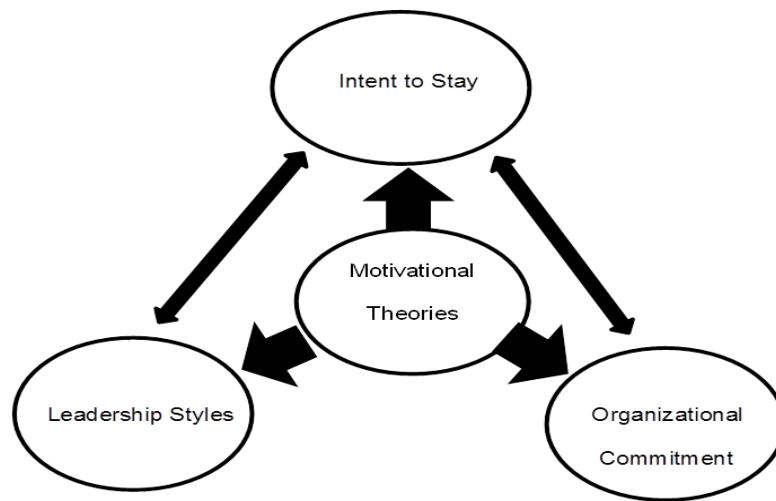 Intent to Stay
Motivational
Theories
Leadership Styles
Organizational
Commitment